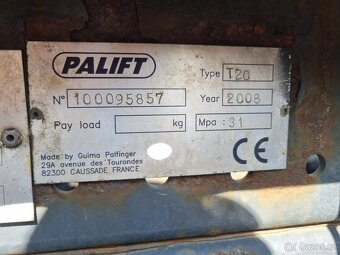 PALIFT
Type T20
N° 100095857
Year 2008
Pay load kg
Mpa: 31
Made by Guima Palfinger
29A avenue des Tourondes
82300 CAUSSADE FRANCE
CE